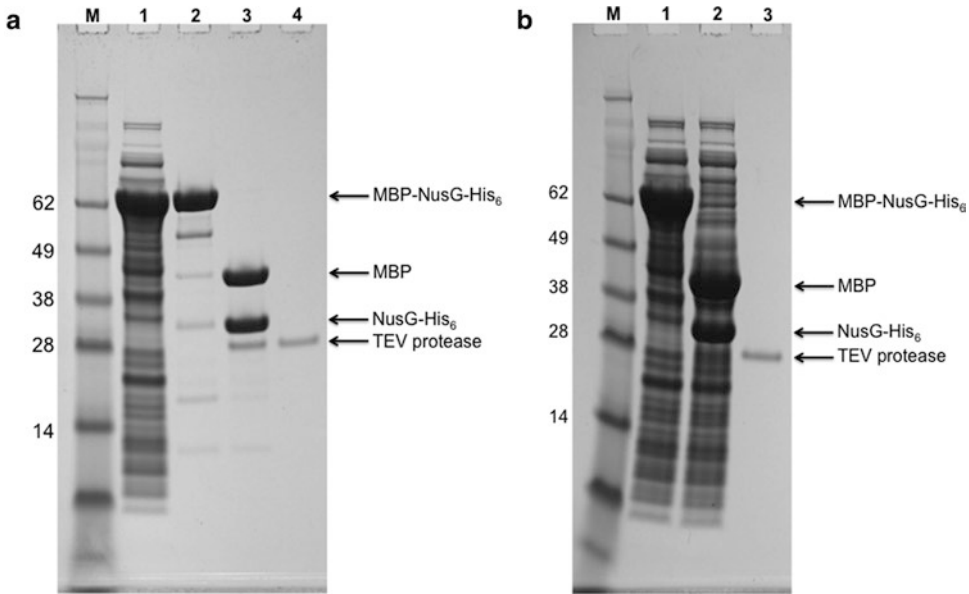 a
M 1 2 3 4
62
49
38
28
14
MBP-NusG-His6
MBP
NusG-His6
TEV protease
b
M 1 2 3
62
49
38
28
14
MBP-NusG-His6
MBP
NusG-His6
TEV protease